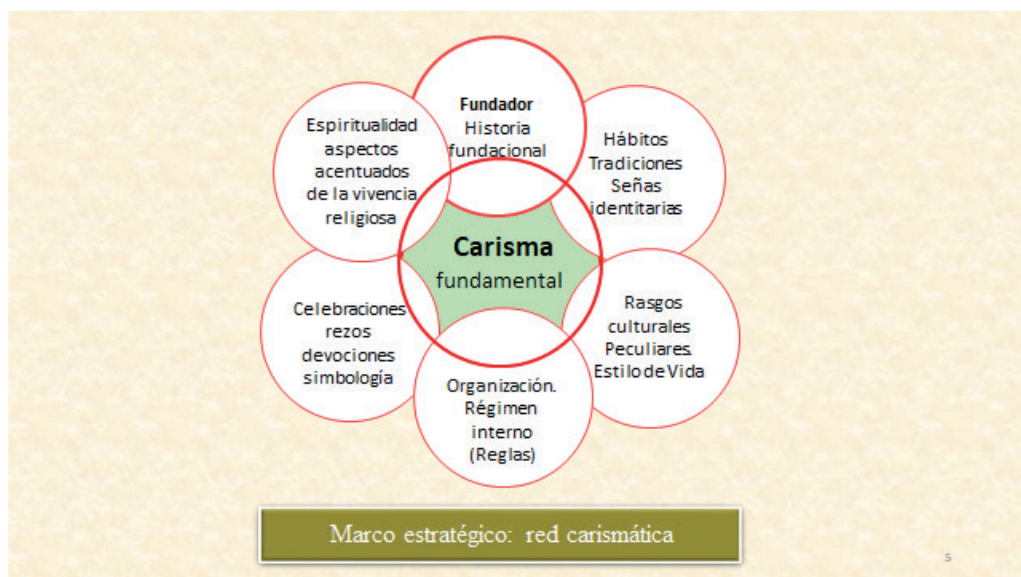 Fundador
Historia
fundacional
Hábitos
Tradiciones
Señas
identitarias
Rasgos
culturales
Peculiares.
Estilo de Vida
Organización.
Régimen
interno
(Reglas)
Celebraciones
rezos
devociones
simbología
Espiritualidad
aspectos
acentuados
de la vivencia
religiosa
Carisma
fundamental
Marco estratégico: red carismática
5